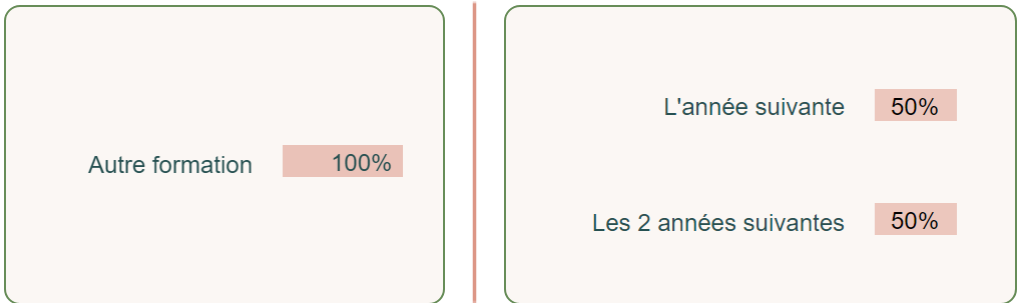 Autre formation 100%
L'année suivante 50%
Les 2 années suivantes 50%